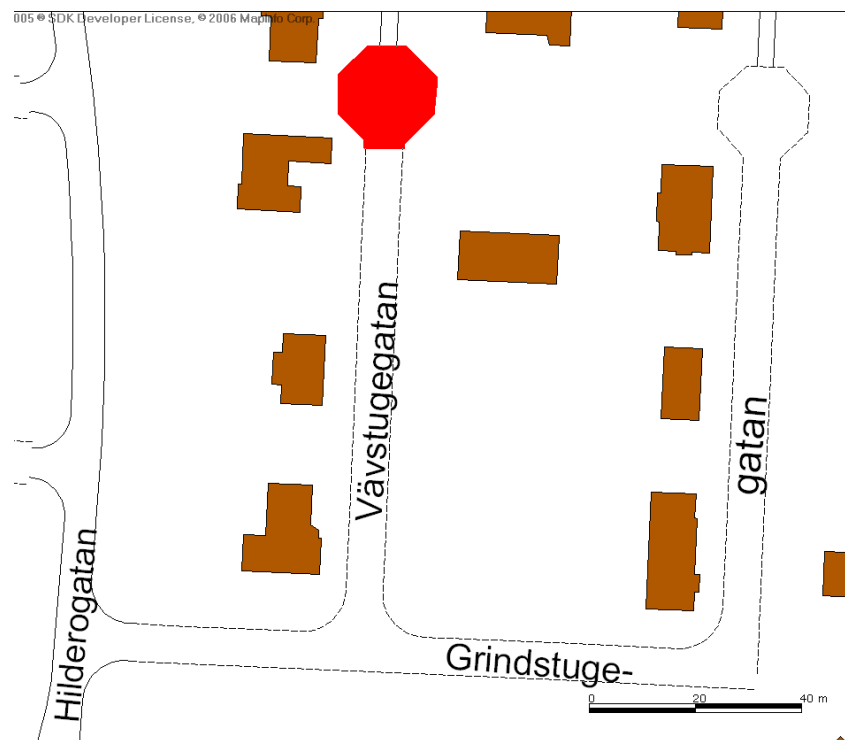 005 ® SDK Developer License, © 2006 MapInfo Corp.
Vävstugegatan
gatan
Hilderogatan
Grindstuge-
0 20 40 m